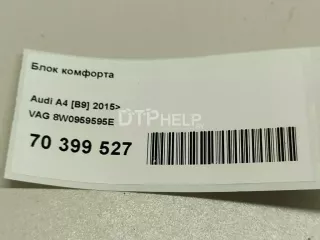 Блок комфорта
Audi A4 [B9] 2015>
VAG 8W0959595E
DTPHELP.
70 399 527